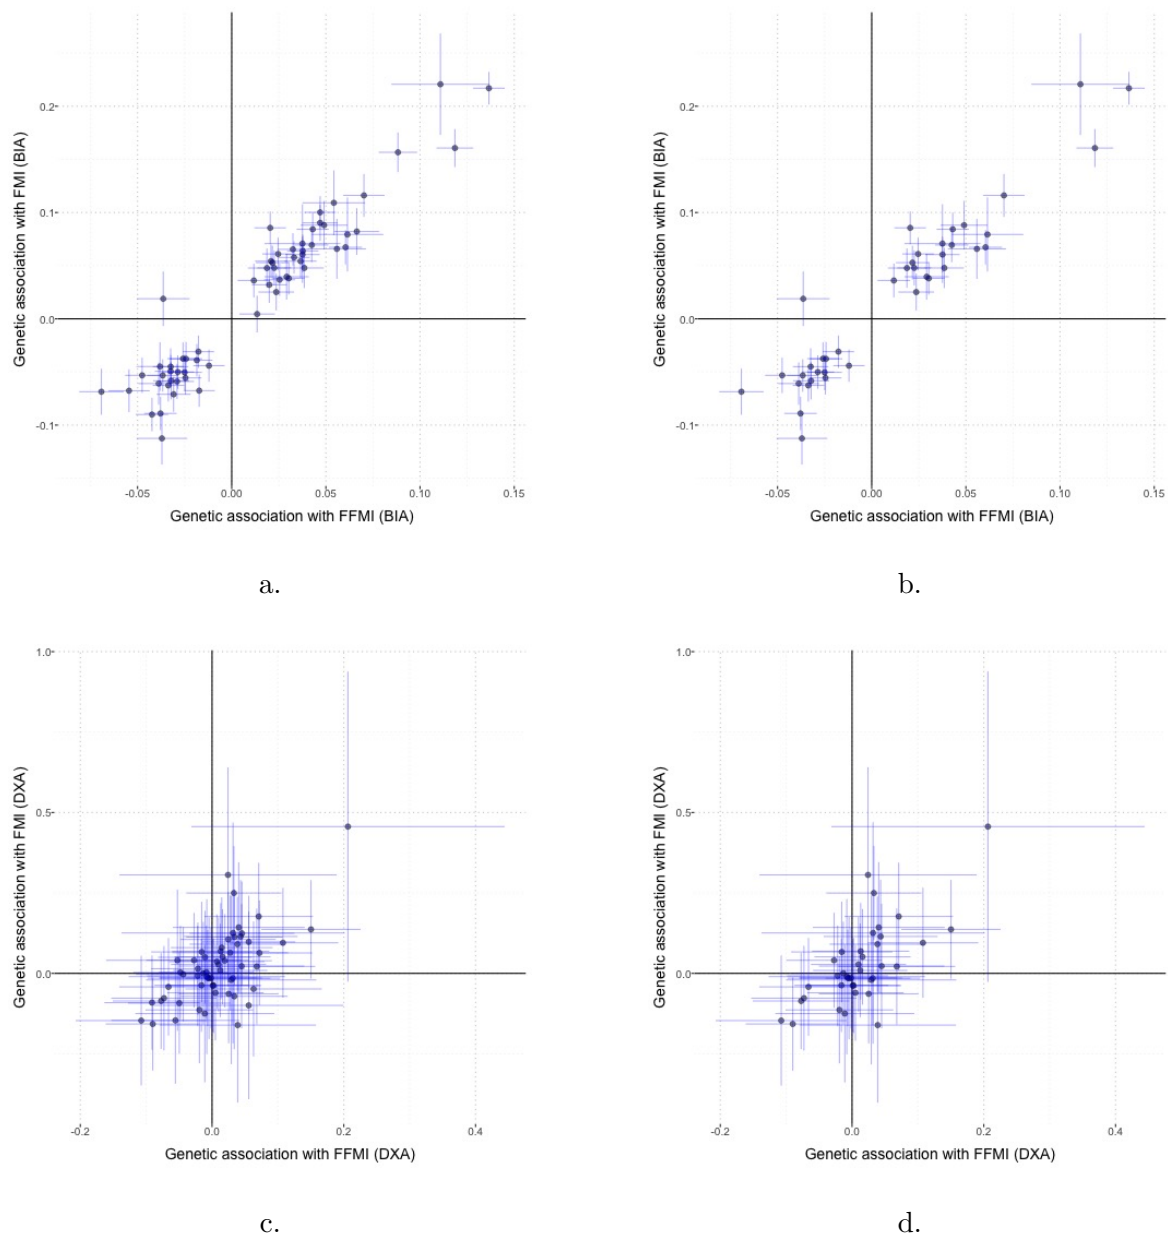 Genetic association with FMI (BIA)
0.2
0.1
0.0
-0.1
-0.05 0.00 0.05 0.10 0.15
Genetic association with FFMI (BIA)
a.
Genetic association with FMI (BIA)
0.2
0.1
0.0
-0.1
-0.05 0.00 0.05 0.10 0.15
Genetic association with FFMI (BIA)
b.
Genetic association with FMI (DXA)
1.0
0.5
0.0
-0.2 0.0 0.2 0.4
Genetic association with FFMI (DXA)
c.
Genetic association with FMI (DXA)
1.0
0.5
0.0
-0.2 0.0 0.2 0.4
Genetic association with FFMI (DXA)
d.